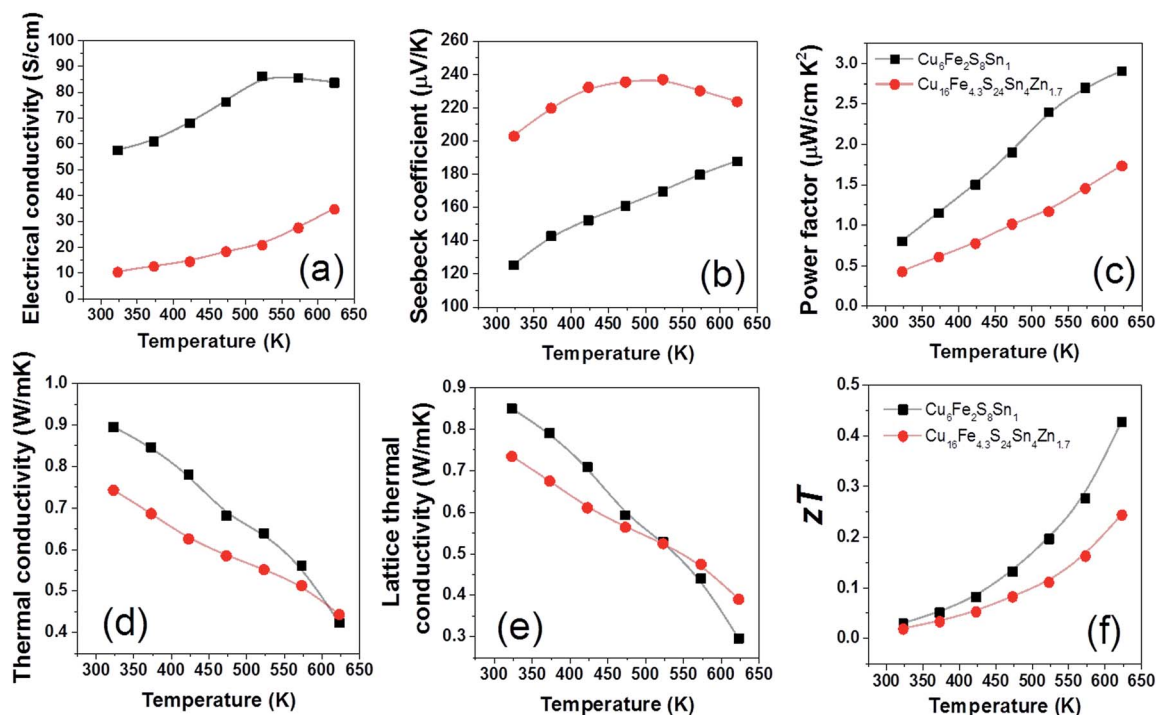 Electrical conductivity (S/cm)
100
90
80
70
60
50
40
30
20
10
0
300 350 400 450 500 550 600 650
Temperature (K)
(a)
Seebeck coefficient (μV/K)
260
240
220
200
180
160
140
120
100
300 350 400 450 500 550 600 650
Temperature (K)
(b)
Power factor (μW/cm K²)
3.0
2.5
2.0
1.5
1.0
0.5
0.0
Cu₆Fe₂S₈Sn₁
Cu₁₆Fe₄.₃S₂₄Sn₄Zn₁.₇
300 350 400 450 500 550 600 650
Temperature (K)
(c)
Thermal conductivity (W/mK)
1.0
0.9
0.8
0.7
0.6
0.5
0.4
300 350 400 450 500 550 600 650
Temperature (K)
(d)
Lattice thermal
conductivity (W/mK)
0.9
0.8
0.7
0.6
0.5
0.4
0.3
300 350 400 450 500 550 600 650
Temperature (K)
(e)
zT
0.5
0.4
0.3
0.2
0.1
0.0
Cu₆Fe₂S₈Sn₁
Cu₁₆Fe₄.₃S₂₄Sn₄Zn₁.₇
300 350 400 450 500 550 600 650
Temperature (K)
(f)